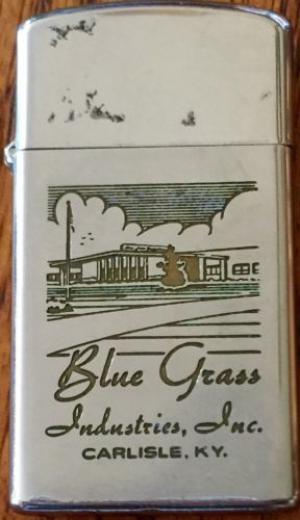 Blue Grass
Industries, Inc.
CARLISLE, KY.